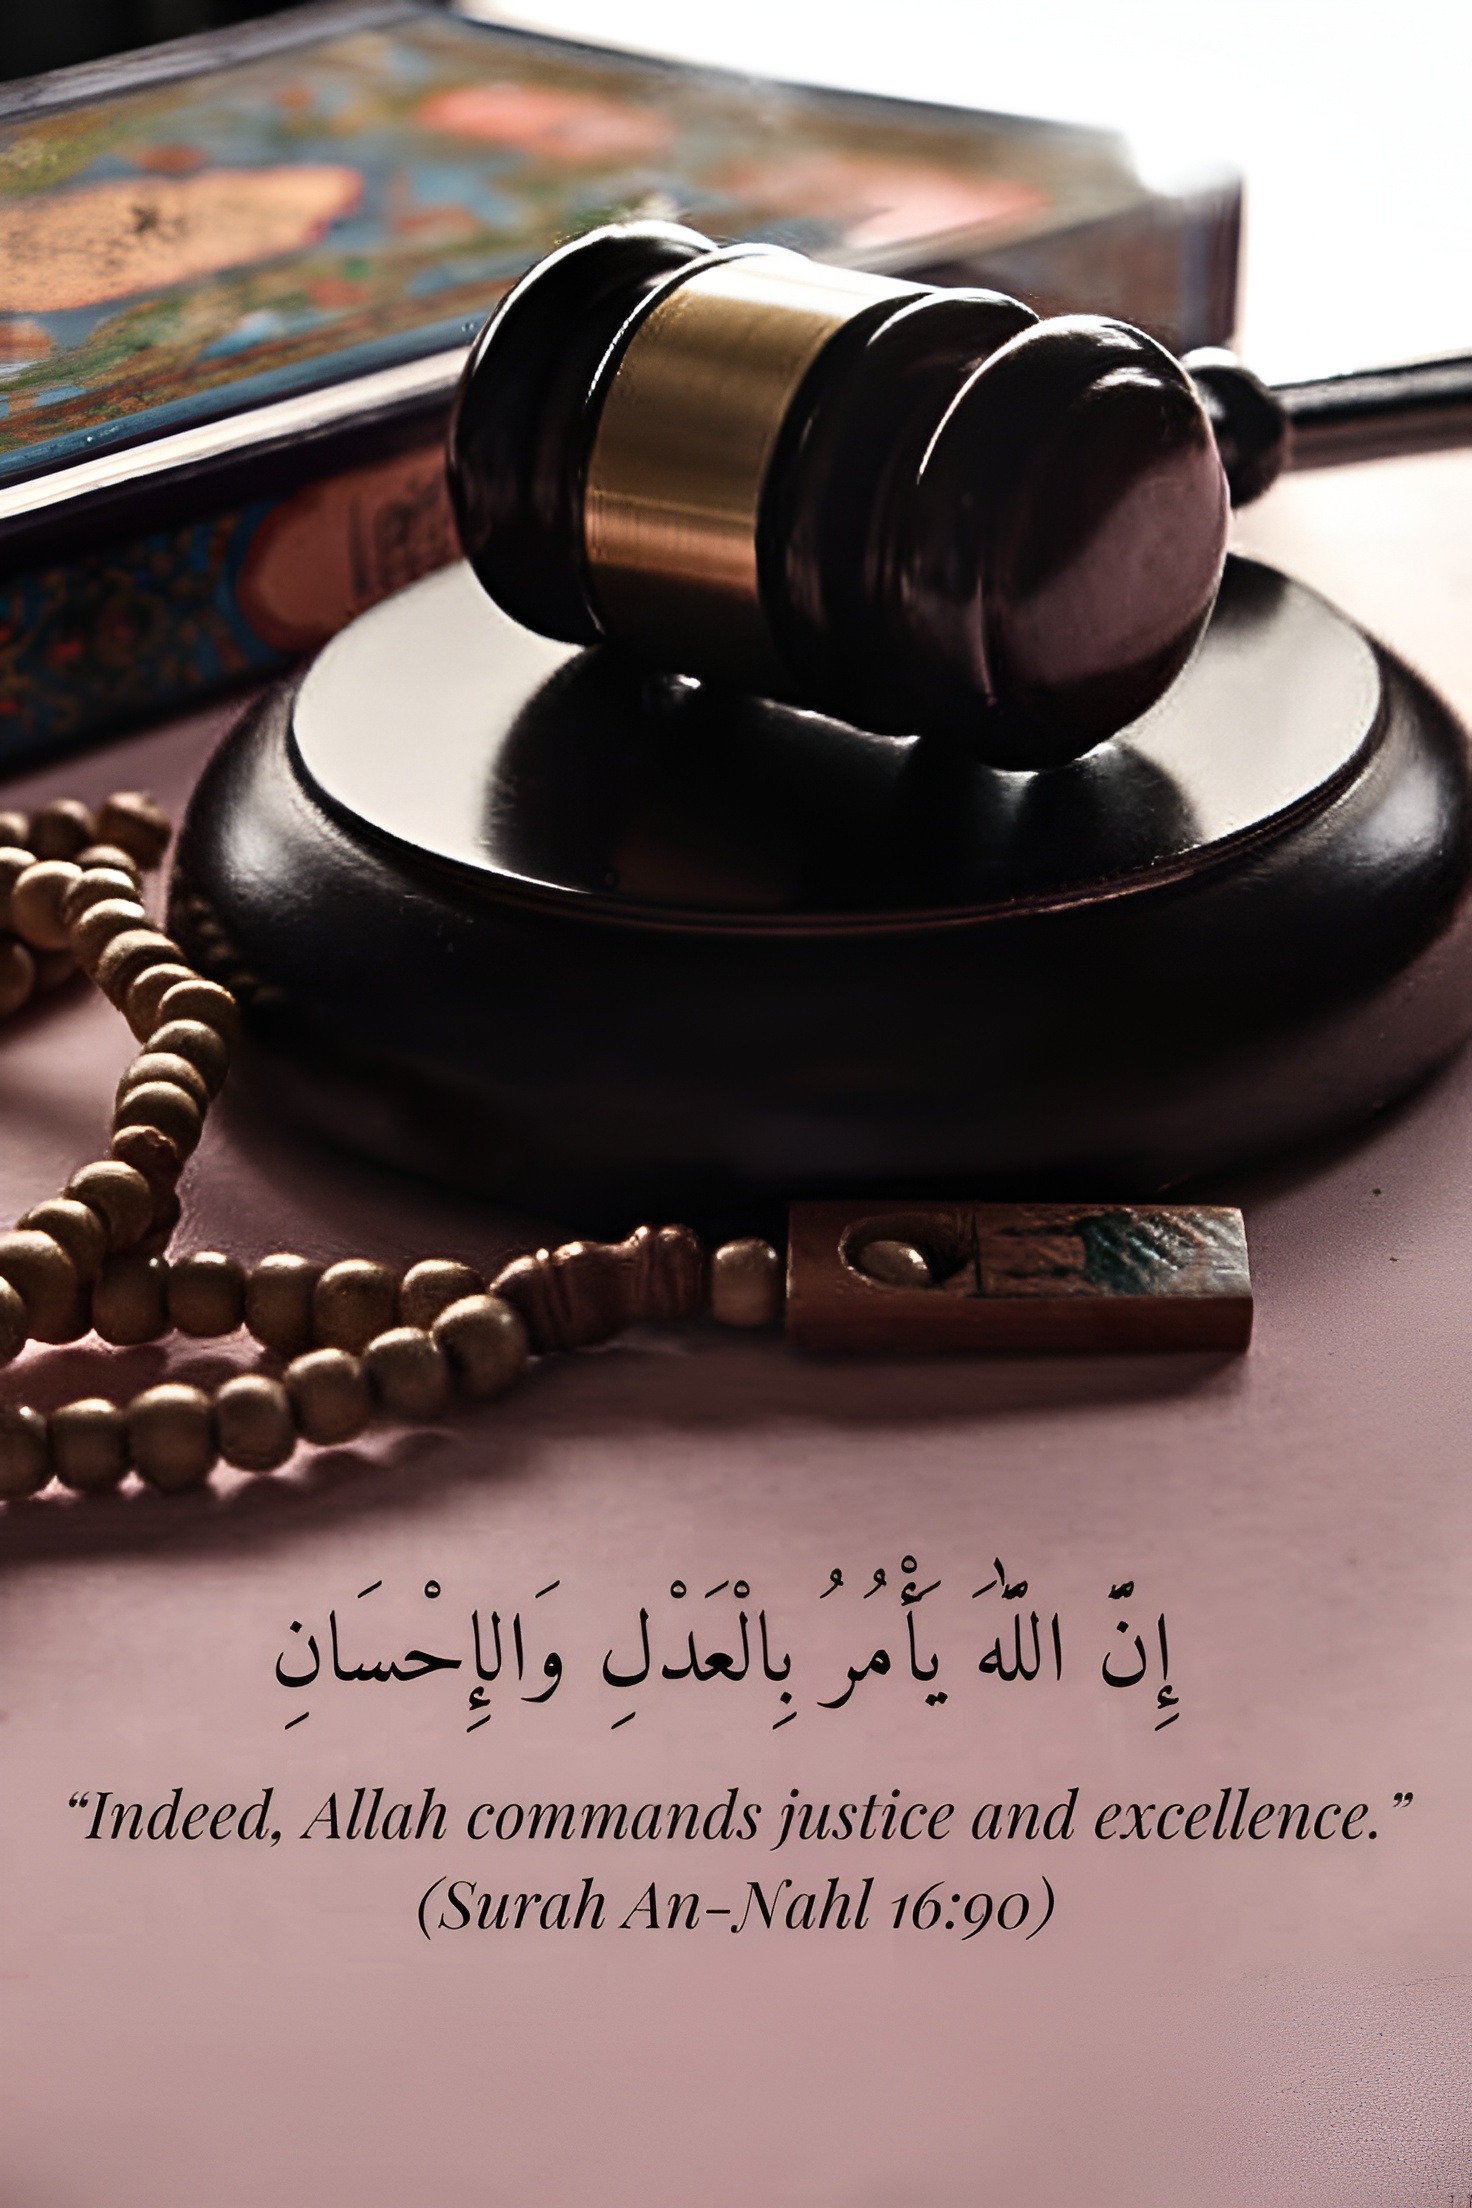 إِنَّ اللّٰهَ يَأْمُرُ بِالْعَدْلِ وَالإِحْسَانِ
“Indeed, Allah commands justice and excellence.”
(Surah An-Nahl 16:90)